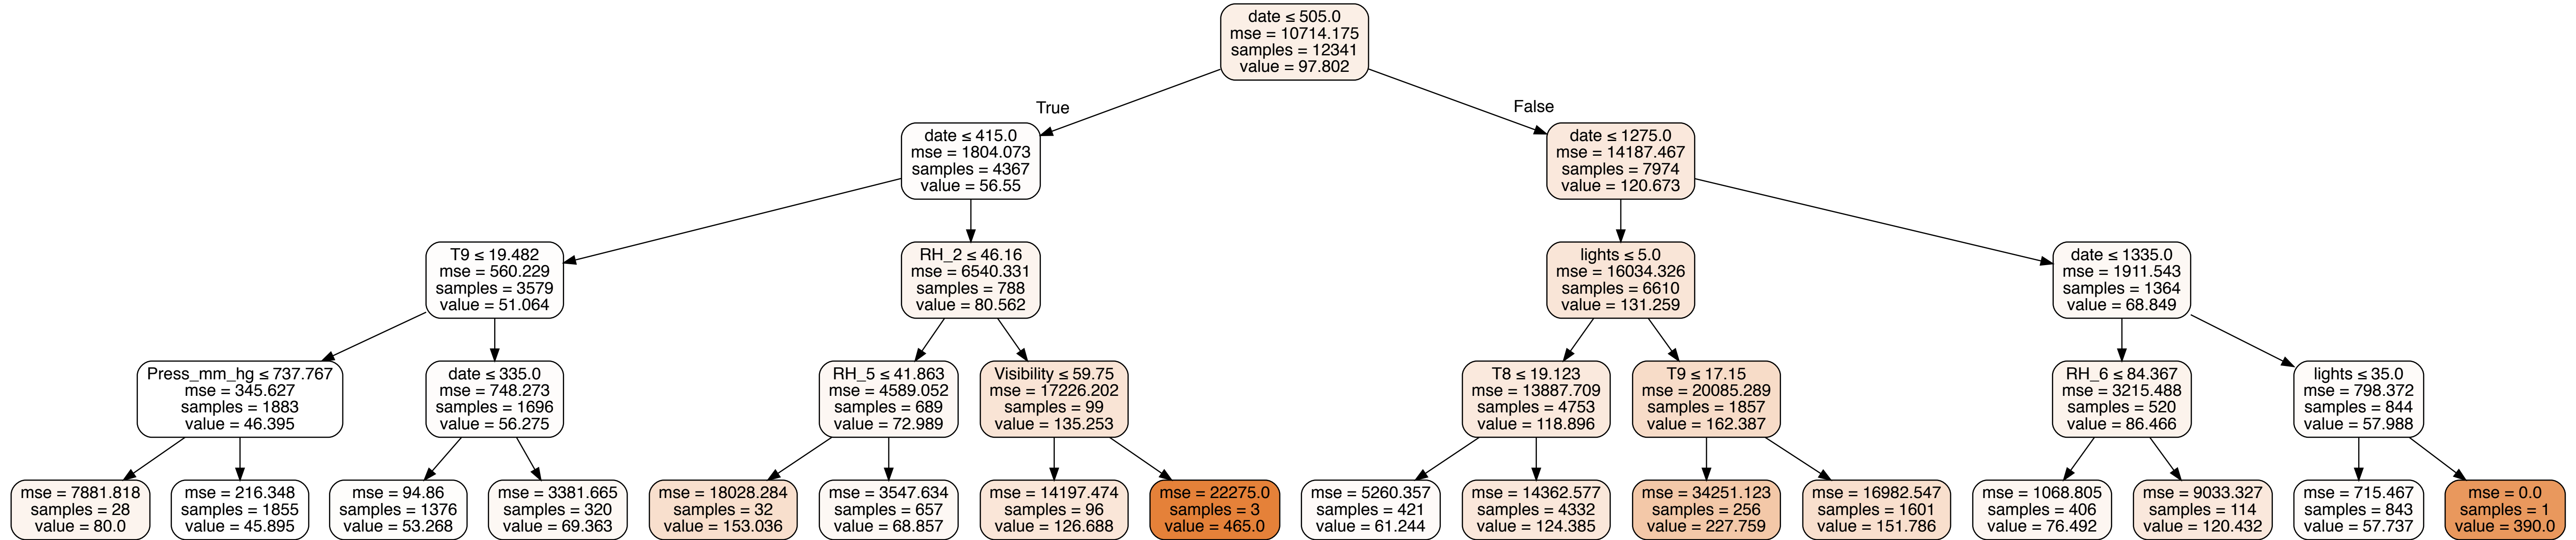 date ≤ 505.0
mse = 10714.175
samples = 12341
value = 97.802
True
False
date ≤ 415.0
mse = 1804.073
samples = 4367
value = 56.55
date ≤ 1275.0
mse = 14187.467
samples = 7974
value = 120.673
T9 ≤ 19.482
mse = 560.229
samples = 3579
value = 51.064
RH_2 ≤ 46.16
mse = 6540.331
samples = 788
value = 80.562
lights ≤ 5.0
mse = 16034.326
samples = 6610
value = 131.259
date ≤ 1335.0
mse = 1911.543
samples = 1364
value = 68.849
Press_mm_hg ≤ 737.767
mse = 345.627
samples = 1883
value = 46.395
date ≤ 335.0
mse = 748.273
samples = 1696
value = 56.275
RH_5 ≤ 41.863
mse = 4589.052
samples = 689
value = 72.989
Visibility ≤ 59.75
mse = 17226.202
samples = 99
value = 135.253
T8 ≤ 19.123
mse = 13887.709
samples = 4753
value = 118.896
T9 ≤ 17.15
mse = 20085.289
samples = 1857
value = 162.387
RH_6 ≤ 84.367
mse = 3215.488
samples = 520
value = 86.466
lights ≤ 35.0
mse = 798.372
samples = 844
value = 57.988
mse = 7881.818
samples = 28
value = 80.0
mse = 216.348
samples = 1855
value = 45.895
mse = 94.86
samples = 1376
value = 53.268
mse = 3381.665
samples = 320
value = 69.363
mse = 18028.284
samples = 32
value = 153.036
mse = 3547.634
samples = 657
value = 68.857
mse = 14197.474
samples = 96
value = 126.688
mse = 22275.0
samples = 3
value = 465.0
mse = 5260.357
samples = 421
value = 61.244
mse = 14362.577
samples = 4332
value = 124.385
mse = 34251.123
samples = 256
value = 227.759
mse = 16982.547
samples = 1601
value = 151.786
mse = 1068.805
samples = 406
value = 76.492
mse = 9033.327
samples = 114
value = 120.432
mse = 715.467
samples = 843
value = 57.737
mse = 0.0
samples = 1
value = 390.0